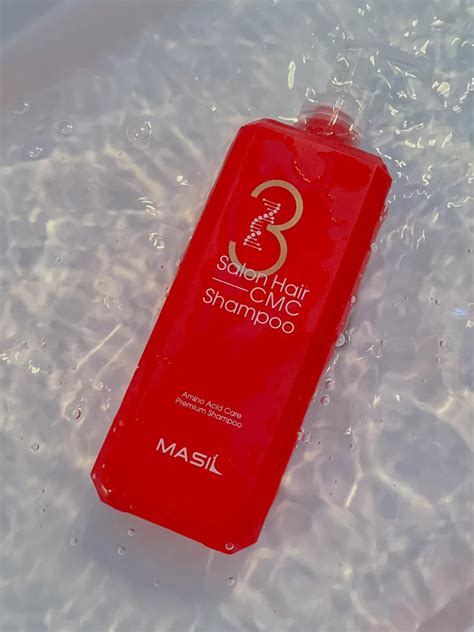 3
Salon Hair
CMC
Shampoo
Amino Acid Care
Premium Shampoo
MASIL